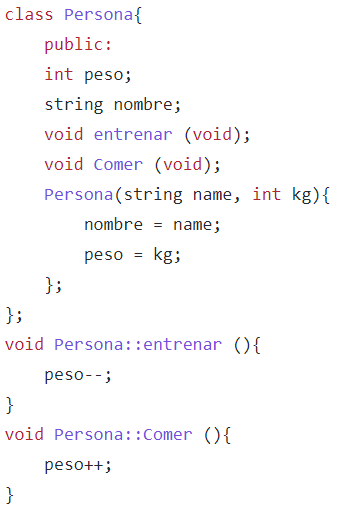 class Persona{
    public:
    int peso;
    string nombre;
    void entrenar (void);
    void Comer (void);
    Persona(string name, int kg){
        nombre = name;
        peso = kg;
    };
};
void Persona::entrenar (){
    peso--;
}
void Persona::Comer (){
    peso++;
}